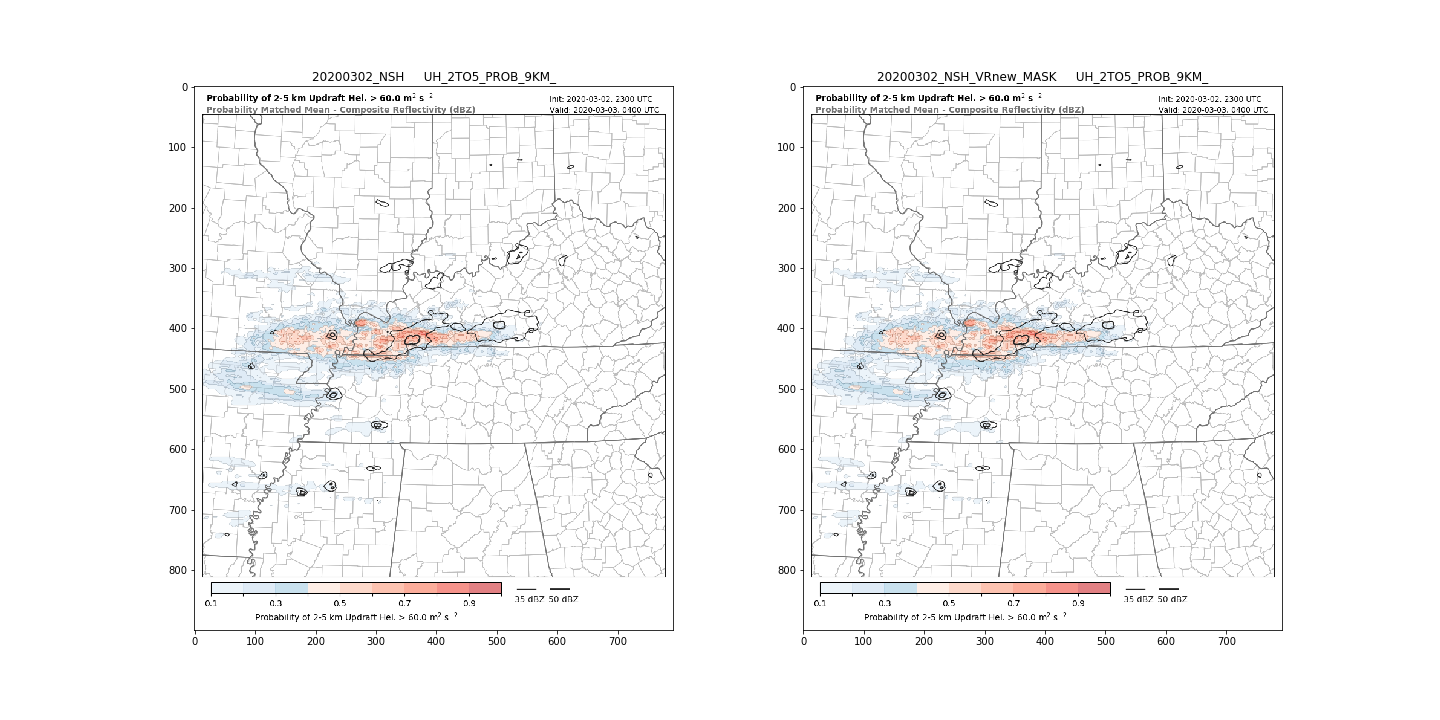 20200302_NSH UH_2TO5_PROB_9KM_
Probability of 2-5 km Updraft Hel. > 60.0 m² s⁻²
Init: 2020-03-02, 2300 UTC
Probability Matched Mean - Composite Reflectivity (dBZ)
Valid: 2020-03-03, 0400 UTC
0
100
200
300
400
500
600
700
800
0.1 0.3 0.5 0.7 0.9
35 dBZ 50 dBZ
Probability of 2-5 km Updraft Hel. > 60.0 m² s⁻²
0 100 200 300 400 500 600 700
20200302_NSH_VRnew_MASK UH_2TO5_PROB_9KM_
Probability of 2-5 km Updraft Hel. > 60.0 m² s⁻²
Init: 2020-03-02, 2300 UTC
Probability Matched Mean - Composite Reflectivity (dBZ)
Valid: 2020-03-03, 0400 UTC
0
100
200
300
400
500
600
700
800
0.1 0.3 0.5 0.7 0.9
35 dBZ 50 dBZ
Probability of 2-5 km Updraft Hel. > 60.0 m² s⁻²
0 100 200 300 400 500 600 700